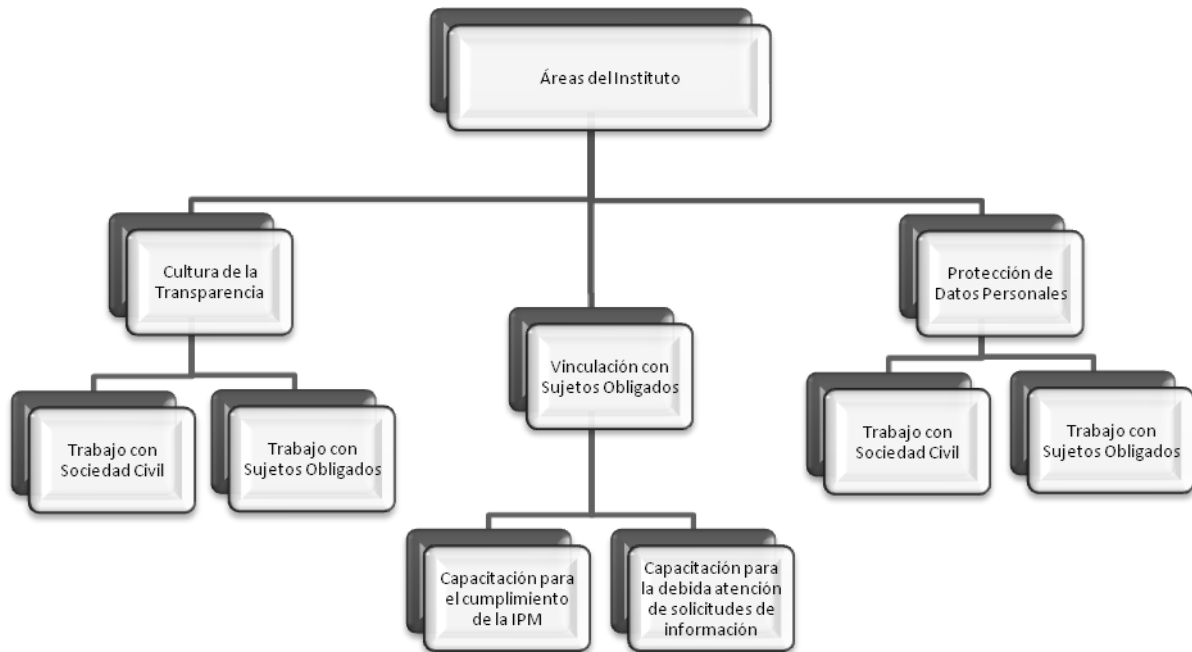 Áreas del Instituto
Cultura de la
Transparencia
Protección de
Datos Personales
Vinculación con
Sujetos Obligados
Trabajo con
Sociedad Civil
Trabajo con
Sujetos Obligados
Trabajo con
Sociedad Civil
Trabajo con
Sujetos Obligados
Capacitación para
el cumplimiento
de la IPM
Capacitación para
la debida atención
de solicitudes de
información